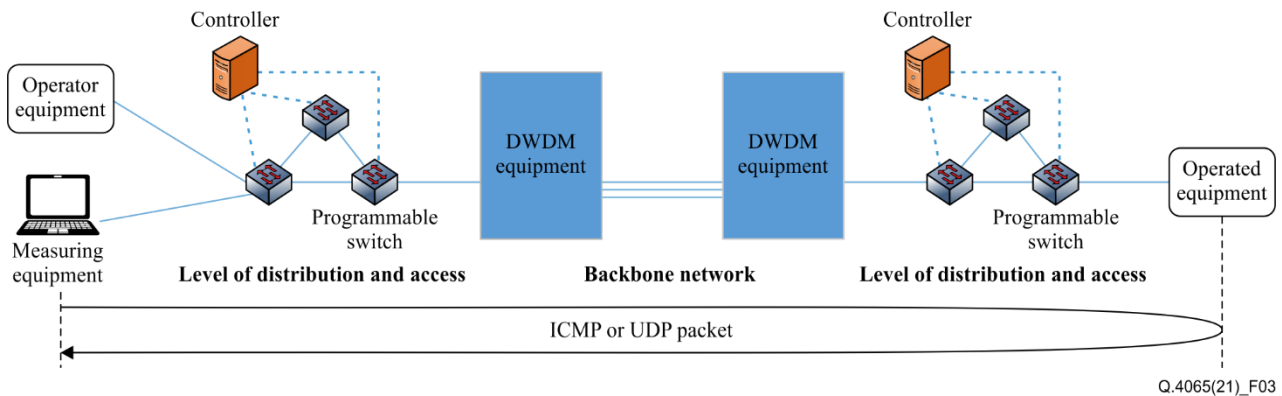 Controller
Controller
Operator
equipment
DWDM
equipment
DWDM
equipment
Operated
equipment
Programmable
switch
Programmable
switch
Measuring
equipment
Level of distribution and access
Backbone network
Level of distribution and access
ICMP or UDP packet
Q.4065(21)_F03